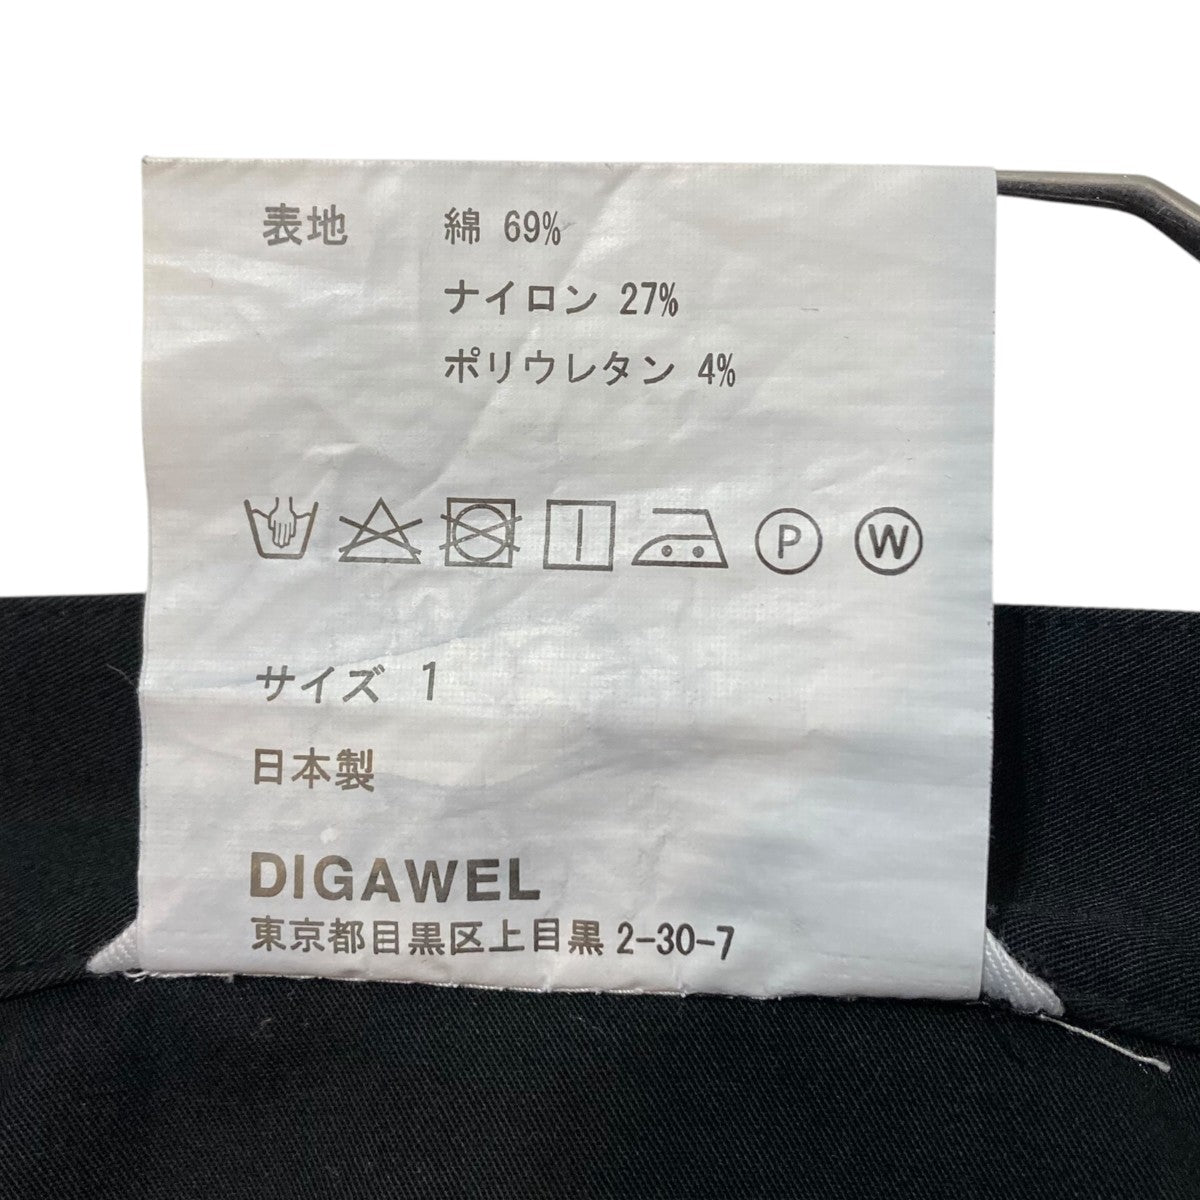 表地 綿 69%
ナイロン 27%
ポリウレタン 4%
P W
サイズ 1
日本製
DIGAWEL
東京都目黒区上目黒 2-30-7